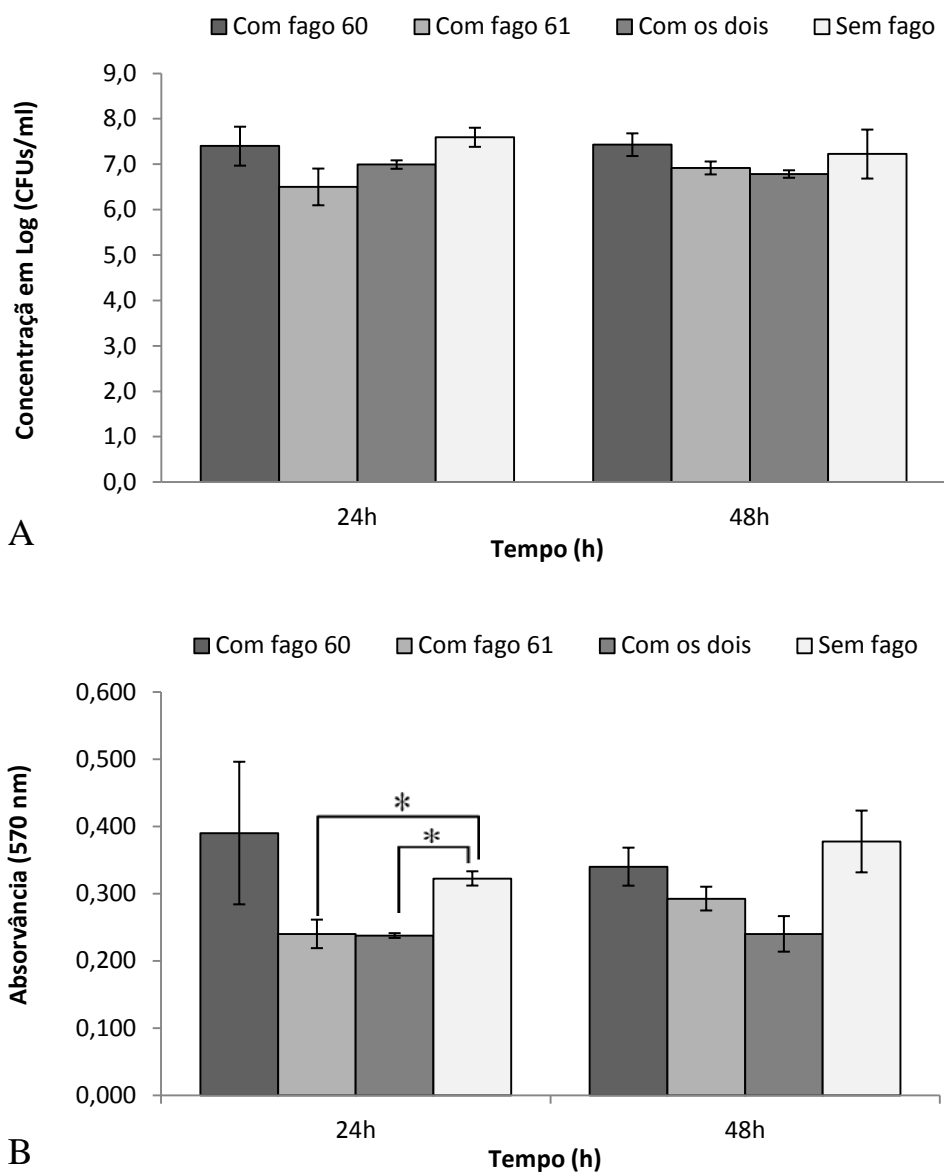 Com fago 60 Com fago 61 Com os dois Sem fago
9,0
8,0
7,0
6,0
5,0
4,0
3,0
2,0
1,0
0,0
Concentraçã em Log (CFUs/ml)
24h 48h
Tempo (h)
A
Com fago 60 Com fago 61 Com os dois Sem fago
0,600
0,500
0,400
0,300
0,200
0,100
0,000
Absorvância (570 nm)
*
*
24h 48h
Tempo (h)
B